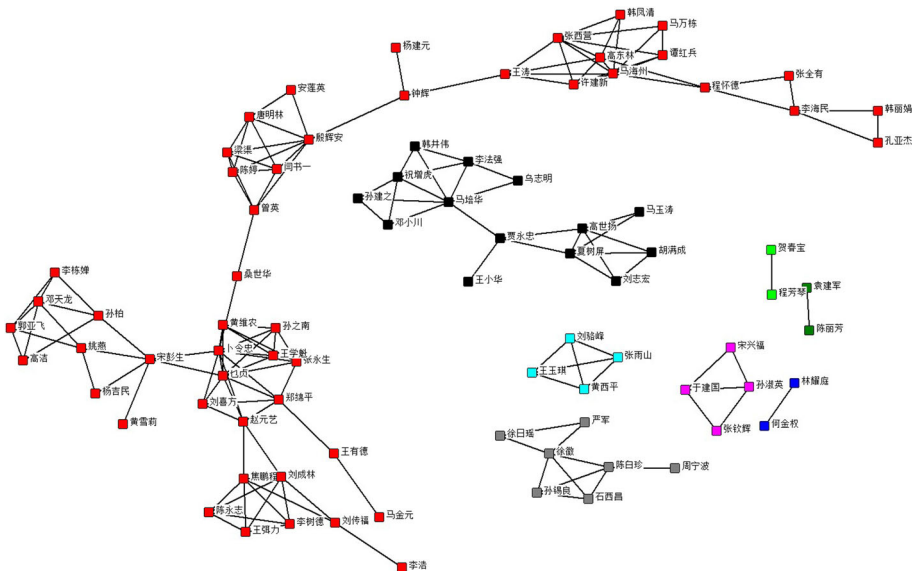 韩凤清
马万栋
张西营
杨建元
高东林
谭红兵
王涛
马海州
张全有
许建新
程怀德
安莲英
钟辉
李海民
韩丽娟
唐明林
殷辉安
孔亚杰
梁渠
韩井伟
陈婷
闫书一
李法强
祝增虎
乌志明
孙建之
马培华
曾英
邓小川
马玉涛
高世扬
贾永忠
贺春宝
夏树屏
胡满成
李栋婵
桑世华
王小华
刘志宏
袁建军
程芳琴
邓天龙
孙柏
郭亚飞
黄维农
孙之南
陈丽芳
姚燕
卜令忠
刘骆峰
宋兴福
高洁
宋彭生
王学魁
张永生
张雨山
乜贞
王玉琪
林耀庭
杨吉民
黄西平
于建国
孙淑英
刘喜方
郑绵平
黄雪莉
赵元艺
严军
张钦辉
何金权
徐日瑶
王有德
徐徽
焦鹏程
刘成林
陈白珍
周宁波
孙锡良
石西昌
陈永志
王弭力
李树德
刘传福
马金元
李浩